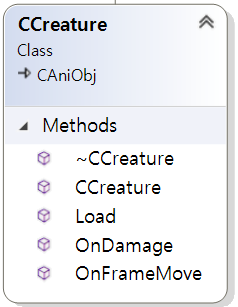 CCreature
Class
CAniObj
Methods
~CCreature
CCreature
Load
OnDamage
OnFrameMove